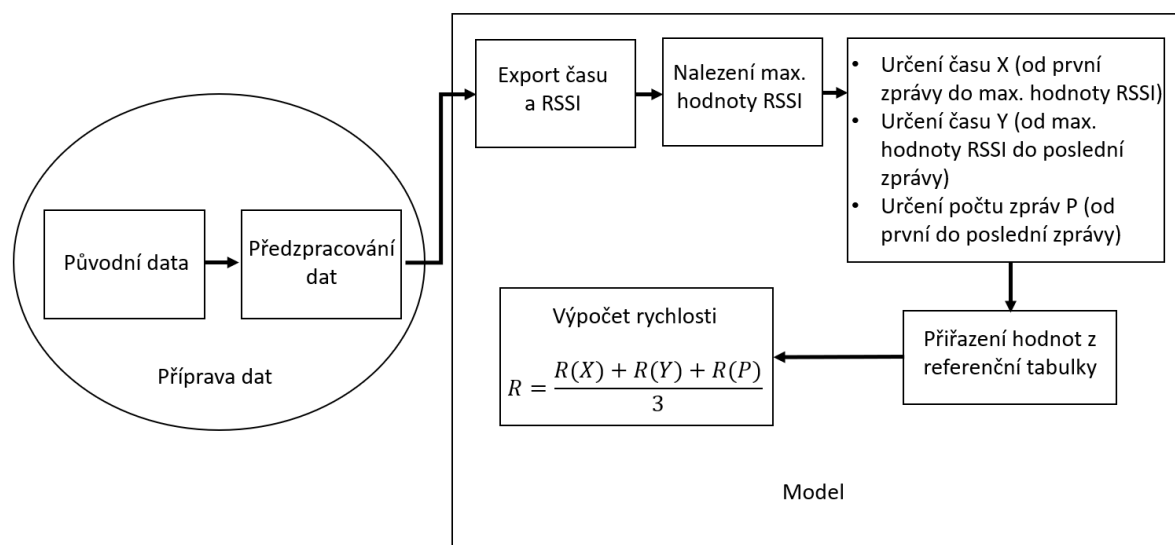 Původní data
Předzpracování
dat
Příprava dat
Export času
a RSSI
Nalezení max.
hodnoty RSSI
• Určení času X (od první
zprávy do max. hodnoty RSSI)
• Určení času Y (od max.
hodnoty RSSI do poslední
zprávy)
• Určení počtu zpráv P (od
první do poslední zprávy)
Přiřazení hodnot z
referenční tabulky
Výpočet rychlosti
R = \frac{R(X) + R(Y) + R(P)}{3}
Model